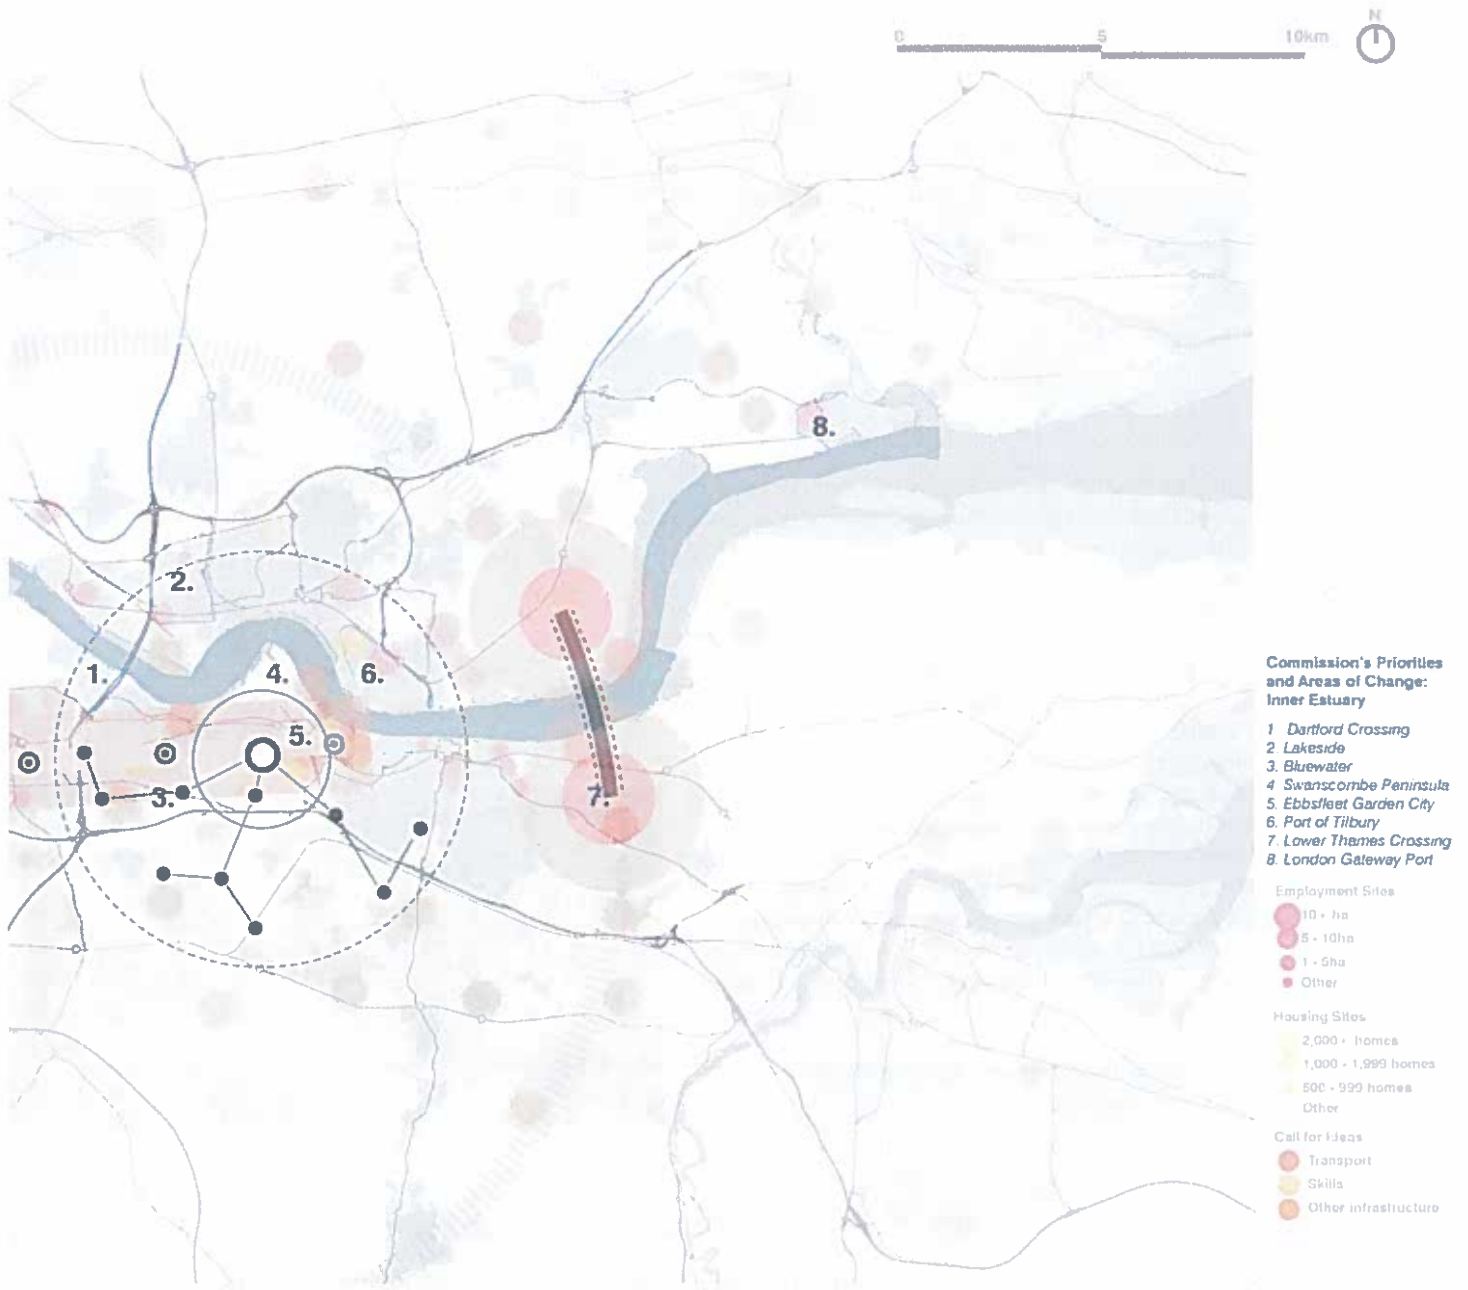 N
0 5 10km
8.
2.
1.
4.
6.
5.
3.
7.
Commission's Priorities
and Areas of Change:
Inner Estuary
1 Dartford Crossing
2. Lakeside
3. Bluewater
4 Swanscombe Peninsula
5. Ebbsfleet Garden City
6. Port of Tilbury
7. Lower Thames Crossing
8. London Gateway Port
Employment Sites
10 + ha
5 - 10ha
1 - 5ha
Other
Housing Sites
2,000 + homes
1,000 - 1,999 homes
500 - 999 homes
Other
Call for Ideas
Transport
Skills
Other infrastructure